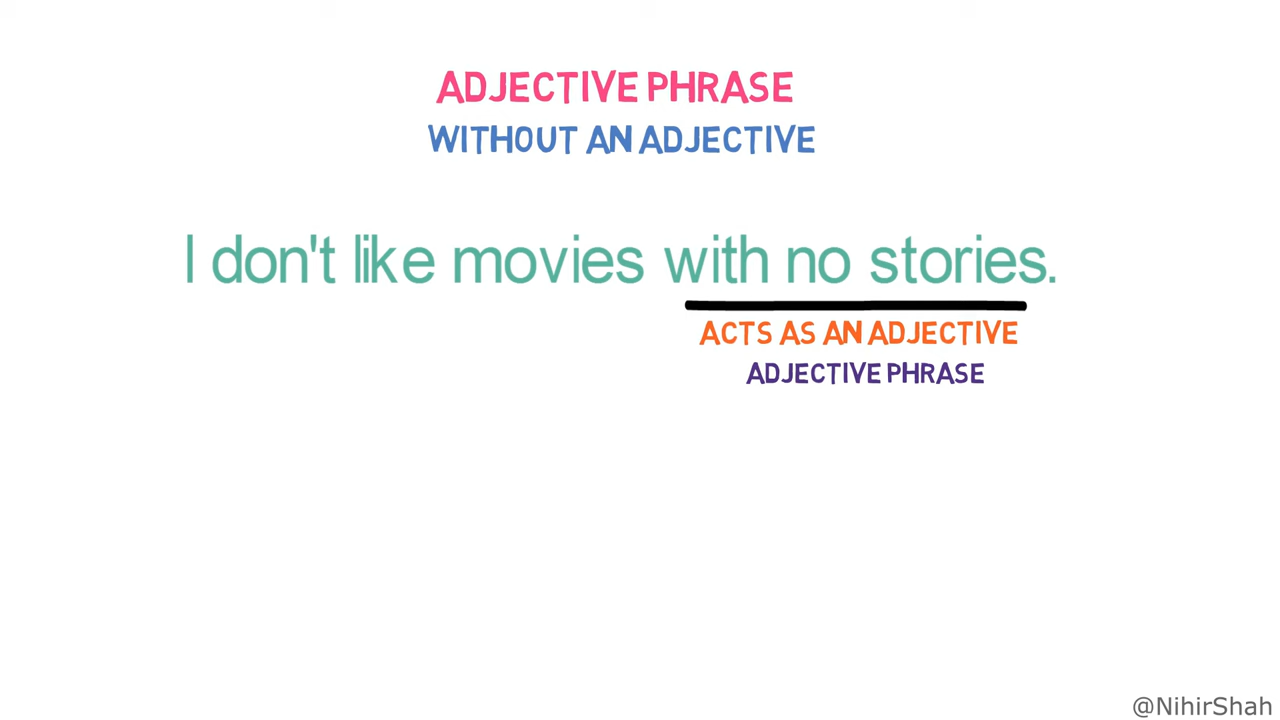 ADJECTIVE PHRASE
WITHOUT AN ADJECTIVE
I don't like movies with no stories.
ACTS AS AN ADJECTIVE
ADJECTIVE PHRASE
@NihirShah